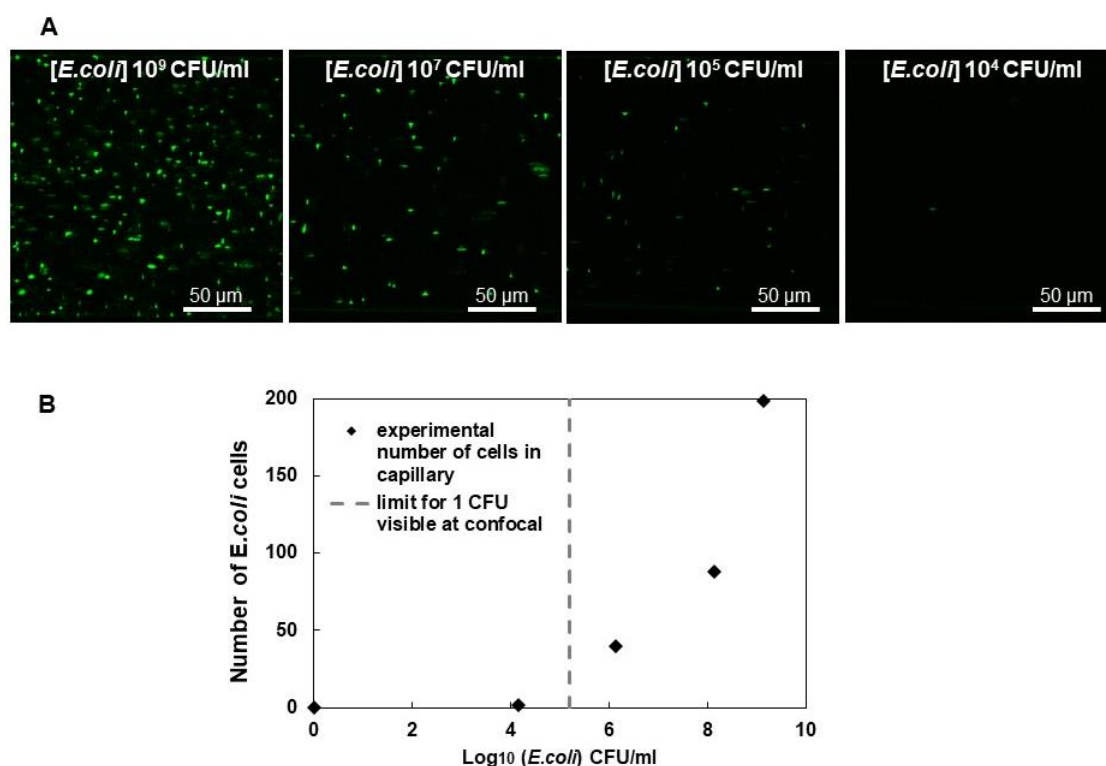 A
[E.coli] 10⁹ CFU/ml
[E.coli] 10⁷ CFU/ml
[E.coli] 10⁵ CFU/ml
[E.coli] 10⁴ CFU/ml
50 µm
50 µm
50 µm
50 µm
B
Number of E.coli cells
200
150
100
50
0
experimental
number of cells in
capillary
limit for 1 CFU
visible at confocal
0
2
4
6
8
10
Log₁₀ (E.coli) CFU/ml